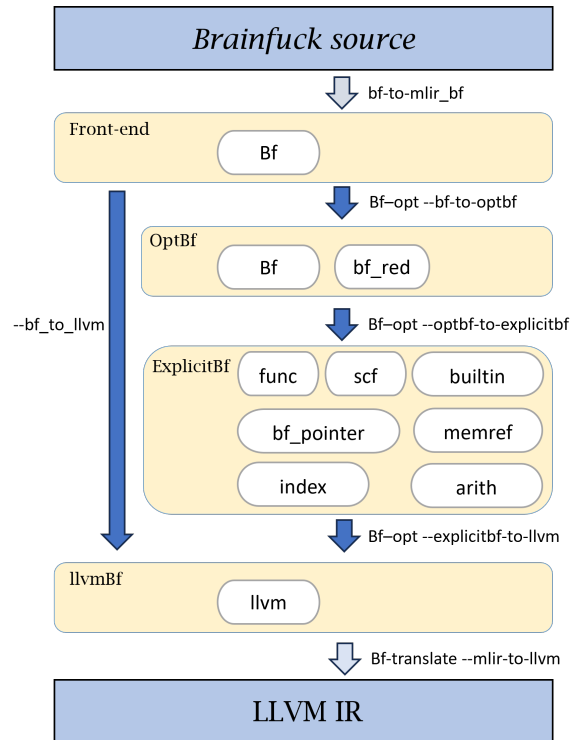 Brainfuck source
bf-to-mlir_bf
Front-end
Bf
Bf–opt --bf-to-optbf
OptBf
Bf
bf_red
--bf_to_llvm
Bf–opt --optbf-to-explicitbf
ExplicitBf
func
scf
builtin
bf_pointer
memref
index
arith
Bf–opt --explicitbf-to-llvm
llvmBf
llvm
Bf-translate --mlir-to-llvm
LLVM IR